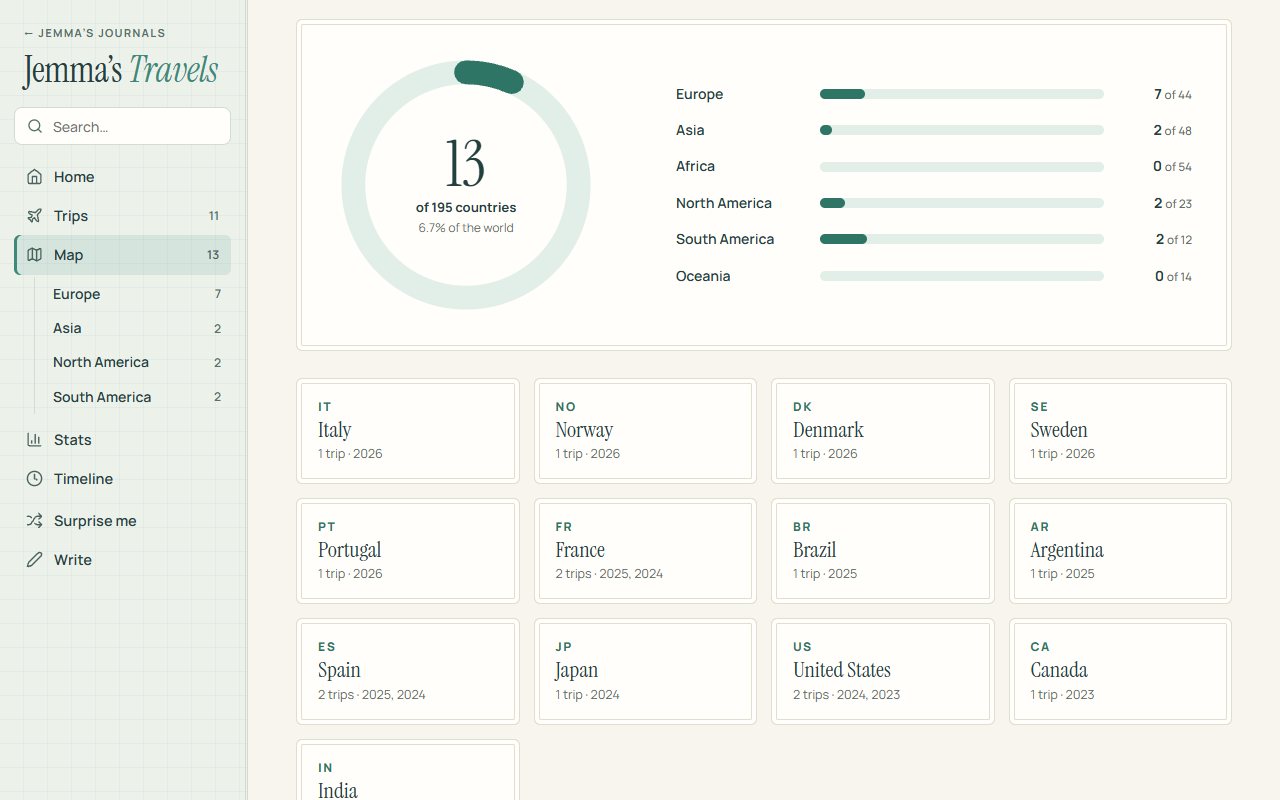 ← JEMMA'S JOURNALS
Jemma's Travels
Search...
Home
Trips 11
Map 13
Europe 7
Asia 2
North America 2
South America 2
Stats
Timeline
Surprise me
Write
13
of 195 countries
6.7% of the world
Europe 7 of 44
Asia 2 of 48
Africa 0 of 54
North America 2 of 23
South America 2 of 12
Oceania 0 of 14
IT
Italy
1 trip · 2026
NO
Norway
1 trip · 2026
DK
Denmark
1 trip · 2026
SE
Sweden
1 trip · 2026
PT
Portugal
1 trip · 2026
FR
France
2 trips · 2025, 2024
BR
Brazil
1 trip · 2025
AR
Argentina
1 trip · 2025
ES
Spain
2 trips · 2025, 2024
JP
Japan
1 trip · 2024
US
United States
2 trips · 2024, 2023
CA
Canada
1 trip · 2023
IN
India